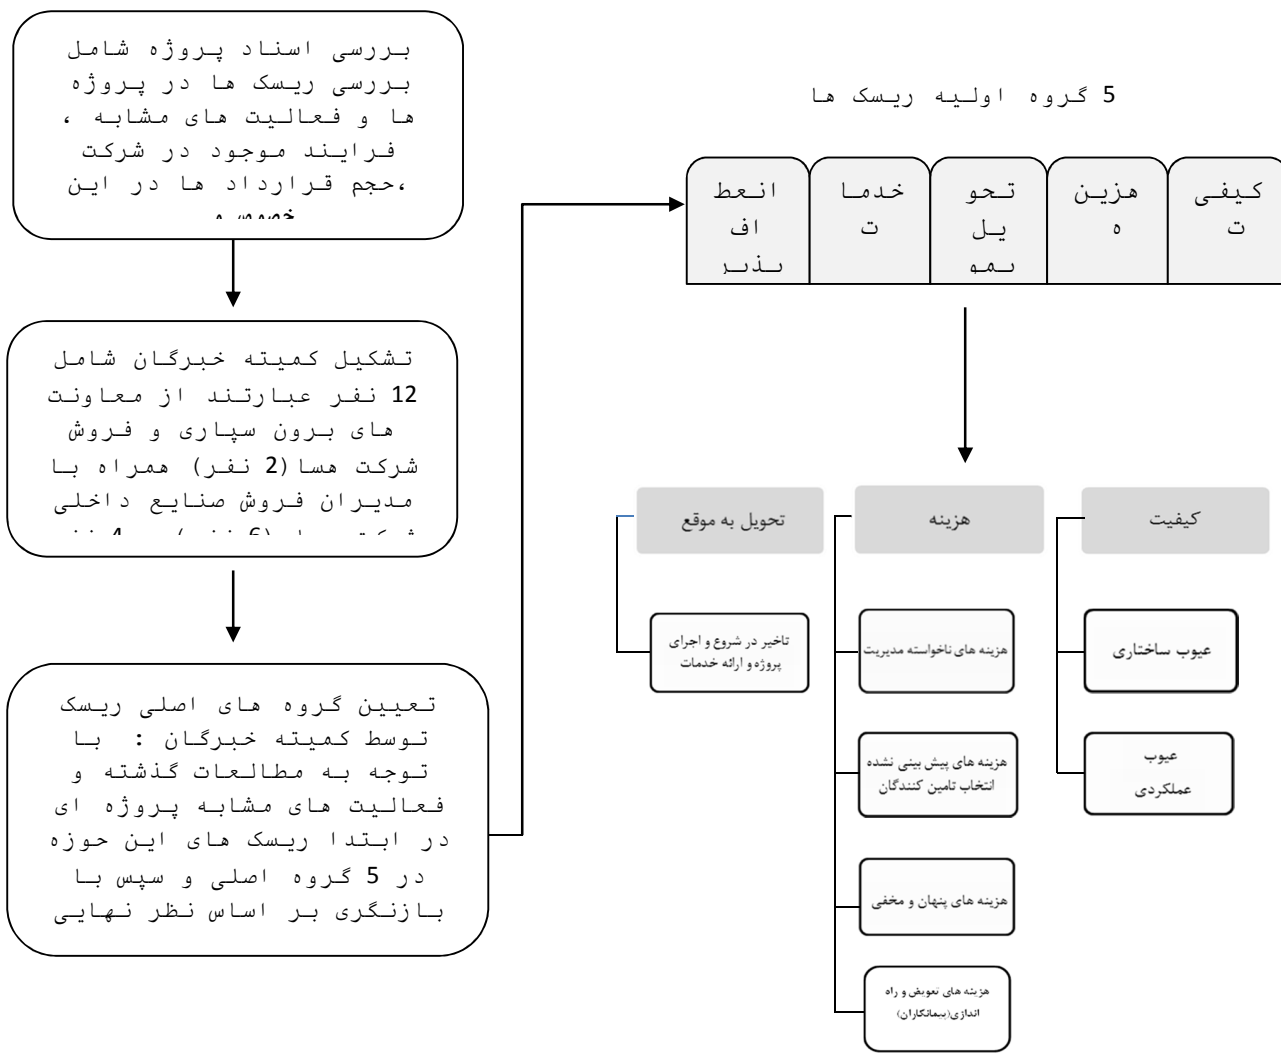 بررسی اسناد پروژه شامل
بررسی ریسک ها در پروژه
ها و فعالیت های مشابه ،
فرایند موجود در شرکت
،حجم قرارداد ها در این
تشکیل کمیته خبرگان شامل
12 نفر عبارتند از معاونت
های برون سپاری و فروش
شرکت هسا (2 نفر) همراه با
مدیران فروش صنایع داخلی
تعیین گروه های اصلی ریسک
توسط کمیته خبرگان : با
توجه به مطالعات گذشته و
فعالیت های مشابه پروژه ای
در ابتدا ریسک های این حوزه
در 5 گروه اصلی و سپس با
بازنگری بر اساس نظر نهایی
5 گروه اولیه ریسک ها
کیفی
ت
هزین
ه
تحو
یل
خدما
ت
انعط
اف
پذیر
کیفیت
عیوب ساختاری
عیوب
عملکردی
هزینه
هزینه های ناخواسته مدیریت
هزینه های پیش بینی نشده
انتخاب تامین کنندگان
هزینه های پنهان و مخفی
هزینه های تعویض و راه
اندازی(پیمانکاران)
تحویل به موقع
تاخیر در شروع و اجرای
پروژه و ارائه خدمات